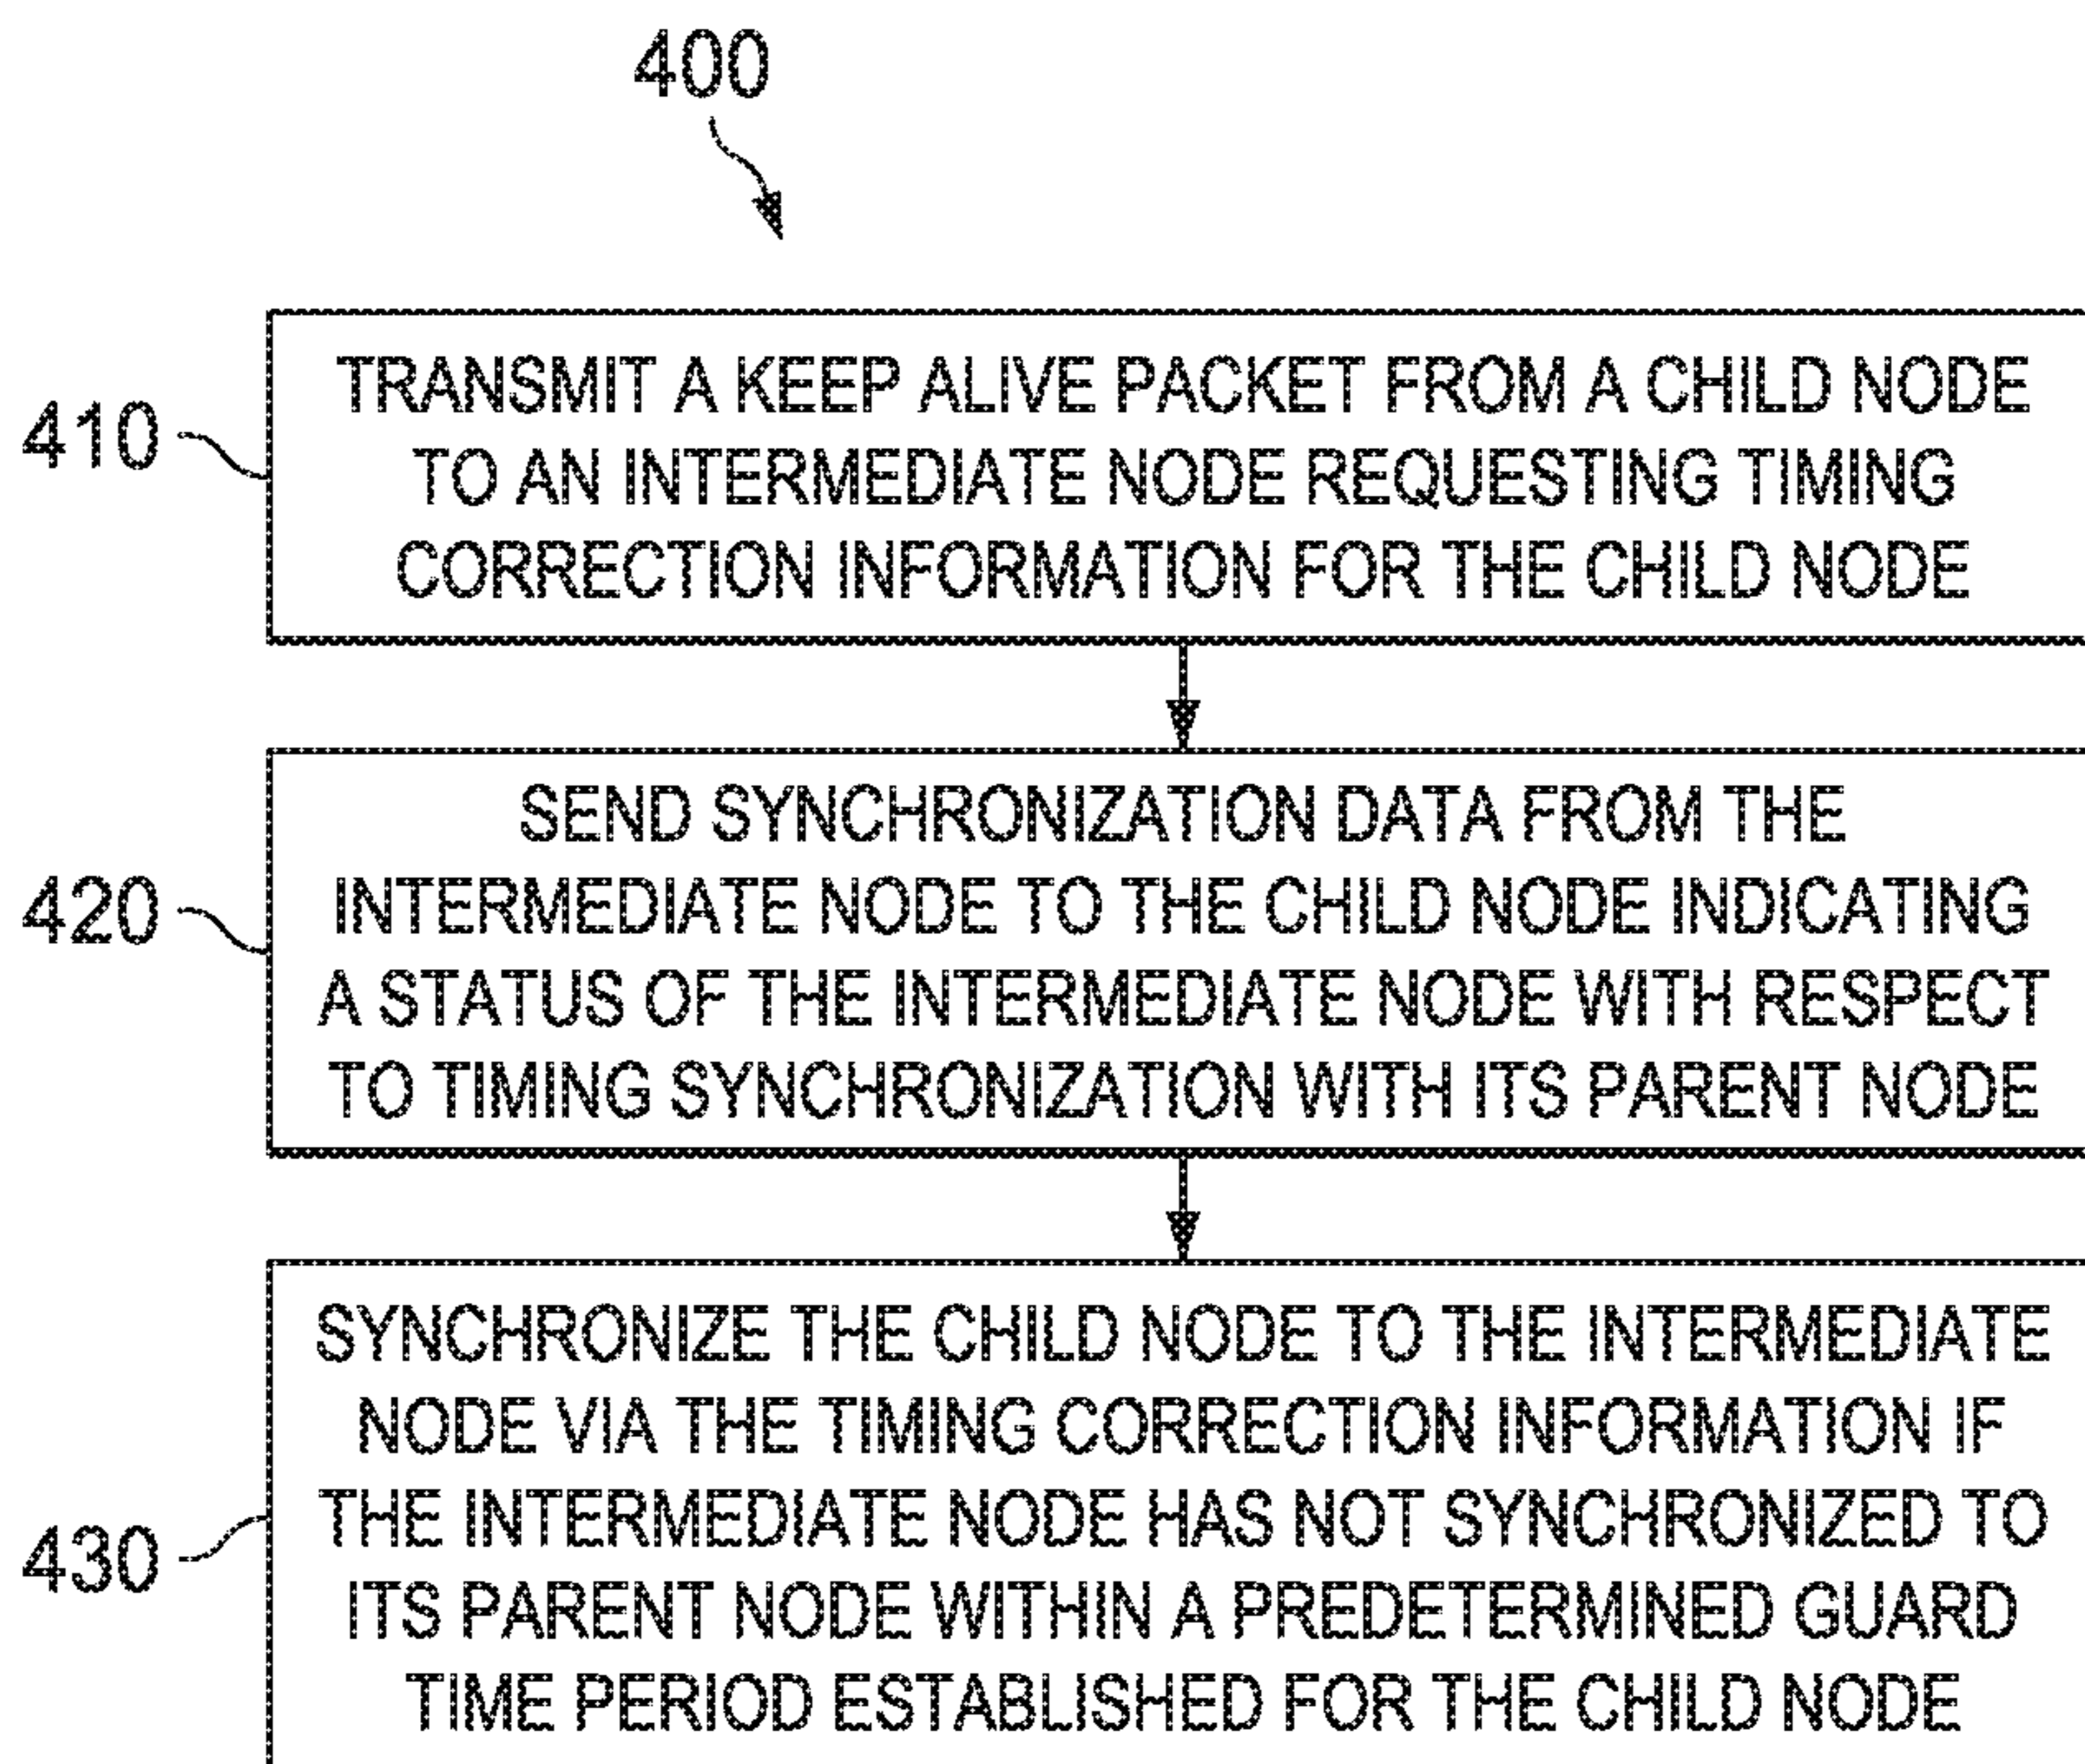 400
410
TRANSMIT A KEEP ALIVE PACKET FROM A CHILD NODE
TO AN INTERMEDIATE NODE REQUESTING TIMING
CORRECTION INFORMATION FOR THE CHILD NODE
420
SEND SYNCHRONIZATION DATA FROM THE
INTERMEDIATE NODE TO THE CHILD NODE INDICATING
A STATUS OF THE INTERMEDIATE NODE WITH RESPECT
TO TIMING SYNCHRONIZATION WITH ITS PARENT NODE
430
SYNCHRONIZE THE CHILD NODE TO THE INTERMEDIATE
NODE VIA THE TIMING CORRECTION INFORMATION IF
THE INTERMEDIATE NODE HAS NOT SYNCHRONIZED TO
ITS PARENT NODE WITHIN A PREDETERMINED GUARD
TIME PERIOD ESTABLISHED FOR THE CHILD NODE